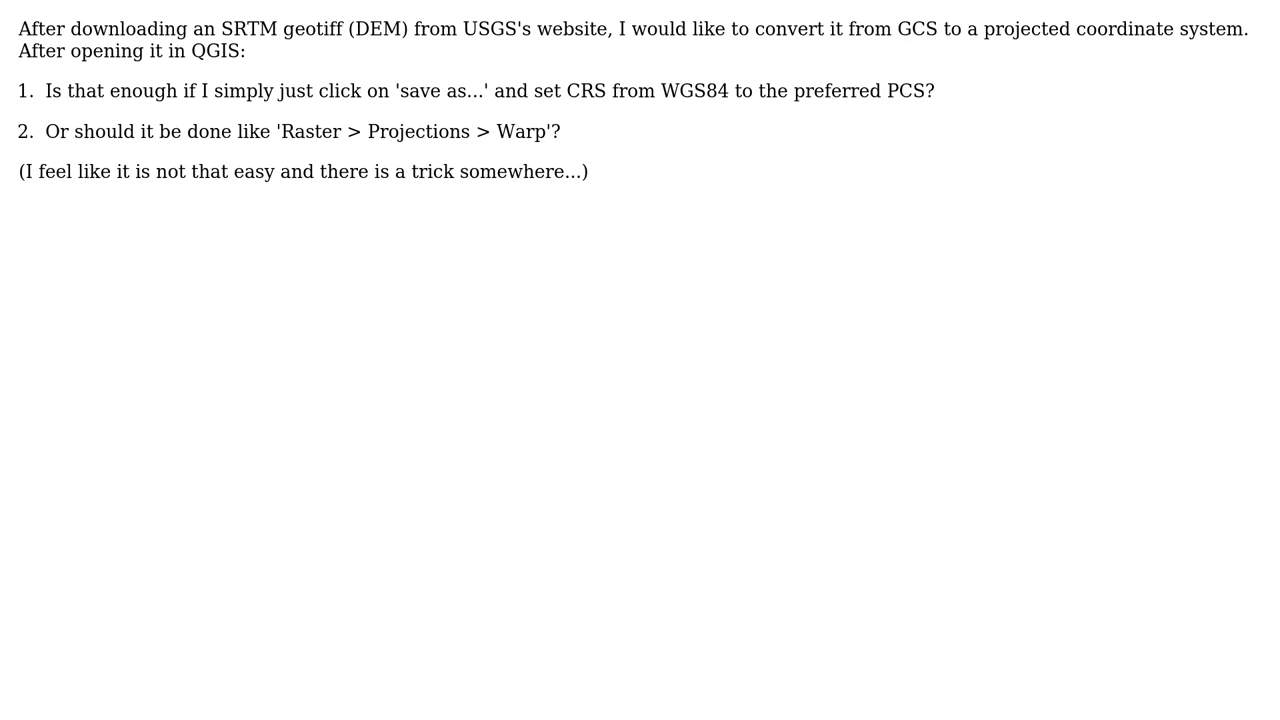 After downloading an SRTM geotiff (DEM) from USGS's website, I would like to convert it from GCS to a projected coordinate system.
After opening it in QGIS:
1. Is that enough if I simply just click on 'save as...' and set CRS from WGS84 to the preferred PCS?
2. Or should it be done like 'Raster > Projections > Warp'?
(I feel like it is not that easy and there is a trick somewhere...)